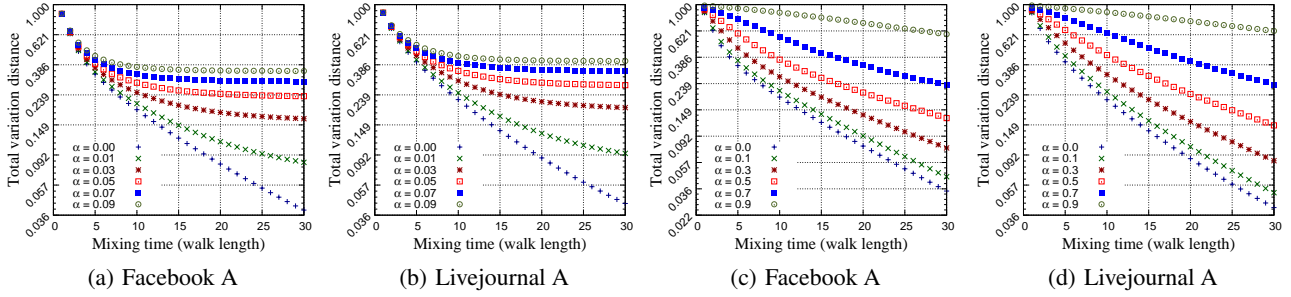 Total variation distance
1.000
0.621
0.386
0.239
0.149
0.092
0.057
0.036
α = 0.00
α = 0.01
α = 0.03
α = 0.05
α = 0.07
α = 0.09
0 5 10 15 20 25 30
Mixing time (walk length)
(a) Facebook A
Total variation distance
1.000
0.621
0.386
0.239
0.149
0.092
0.057
0.036
α = 0.00
α = 0.01
α = 0.03
α = 0.05
α = 0.07
α = 0.09
0 5 10 15 20 25 30
Mixing time (walk length)
(b) Livejournal A
Total variation distance
1.000
0.621
0.386
0.239
0.149
0.092
0.057
0.036
0.022
α = 0.0
α = 0.1
α = 0.3
α = 0.5
α = 0.7
α = 0.9
0 5 10 15 20 25 30
Mixing time (walk length)
(c) Facebook A
Total variation distance
1.000
0.621
0.386
0.239
0.149
0.092
0.057
0.036
α = 0.0
α = 0.1
α = 0.3
α = 0.5
α = 0.7
α = 0.9
0 5 10 15 20 25 30
Mixing time (walk length)
(d) Livejournal A